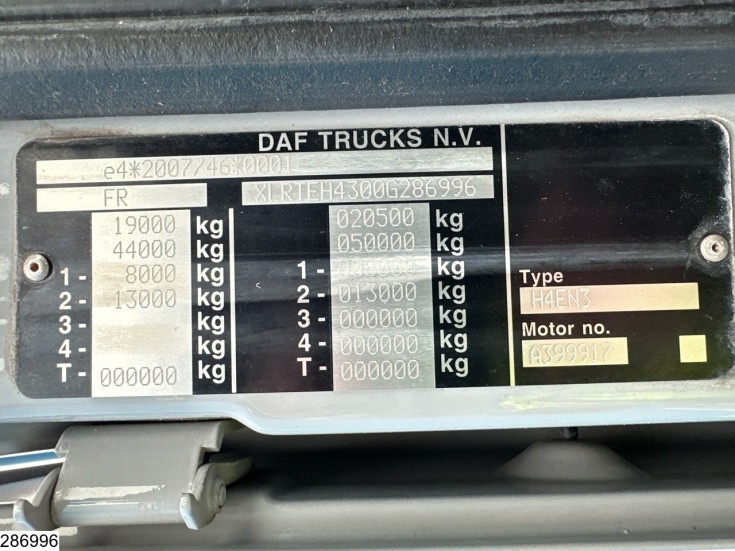 DAF TRUCKS N.V.
e4*2007/46*0001
FR XLRTEH4300G286996
19000 kg 020500 kg
44000 kg 050000 kg
1- 8000 kg 1- kg
2- 13000 kg 2- 013000 kg
3- kg 3- 000000 kg
4- kg 4- 000000 kg
T- 000000 kg T- 000000 kg
Type
H4EN3
Motor no.
A399917
286996